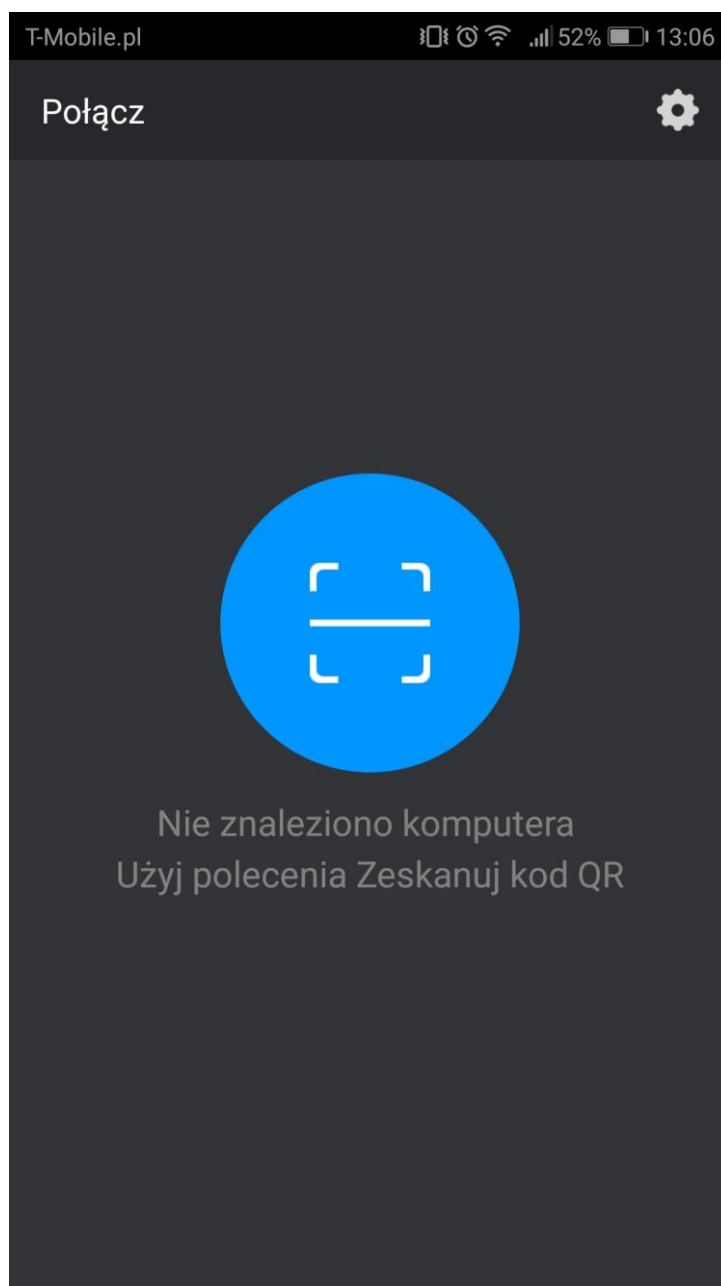 T-Mobile.pl 52% 13:06
Połącz
Nie znaleziono komputera
Użyj polecenia Zeskanuj kod QR